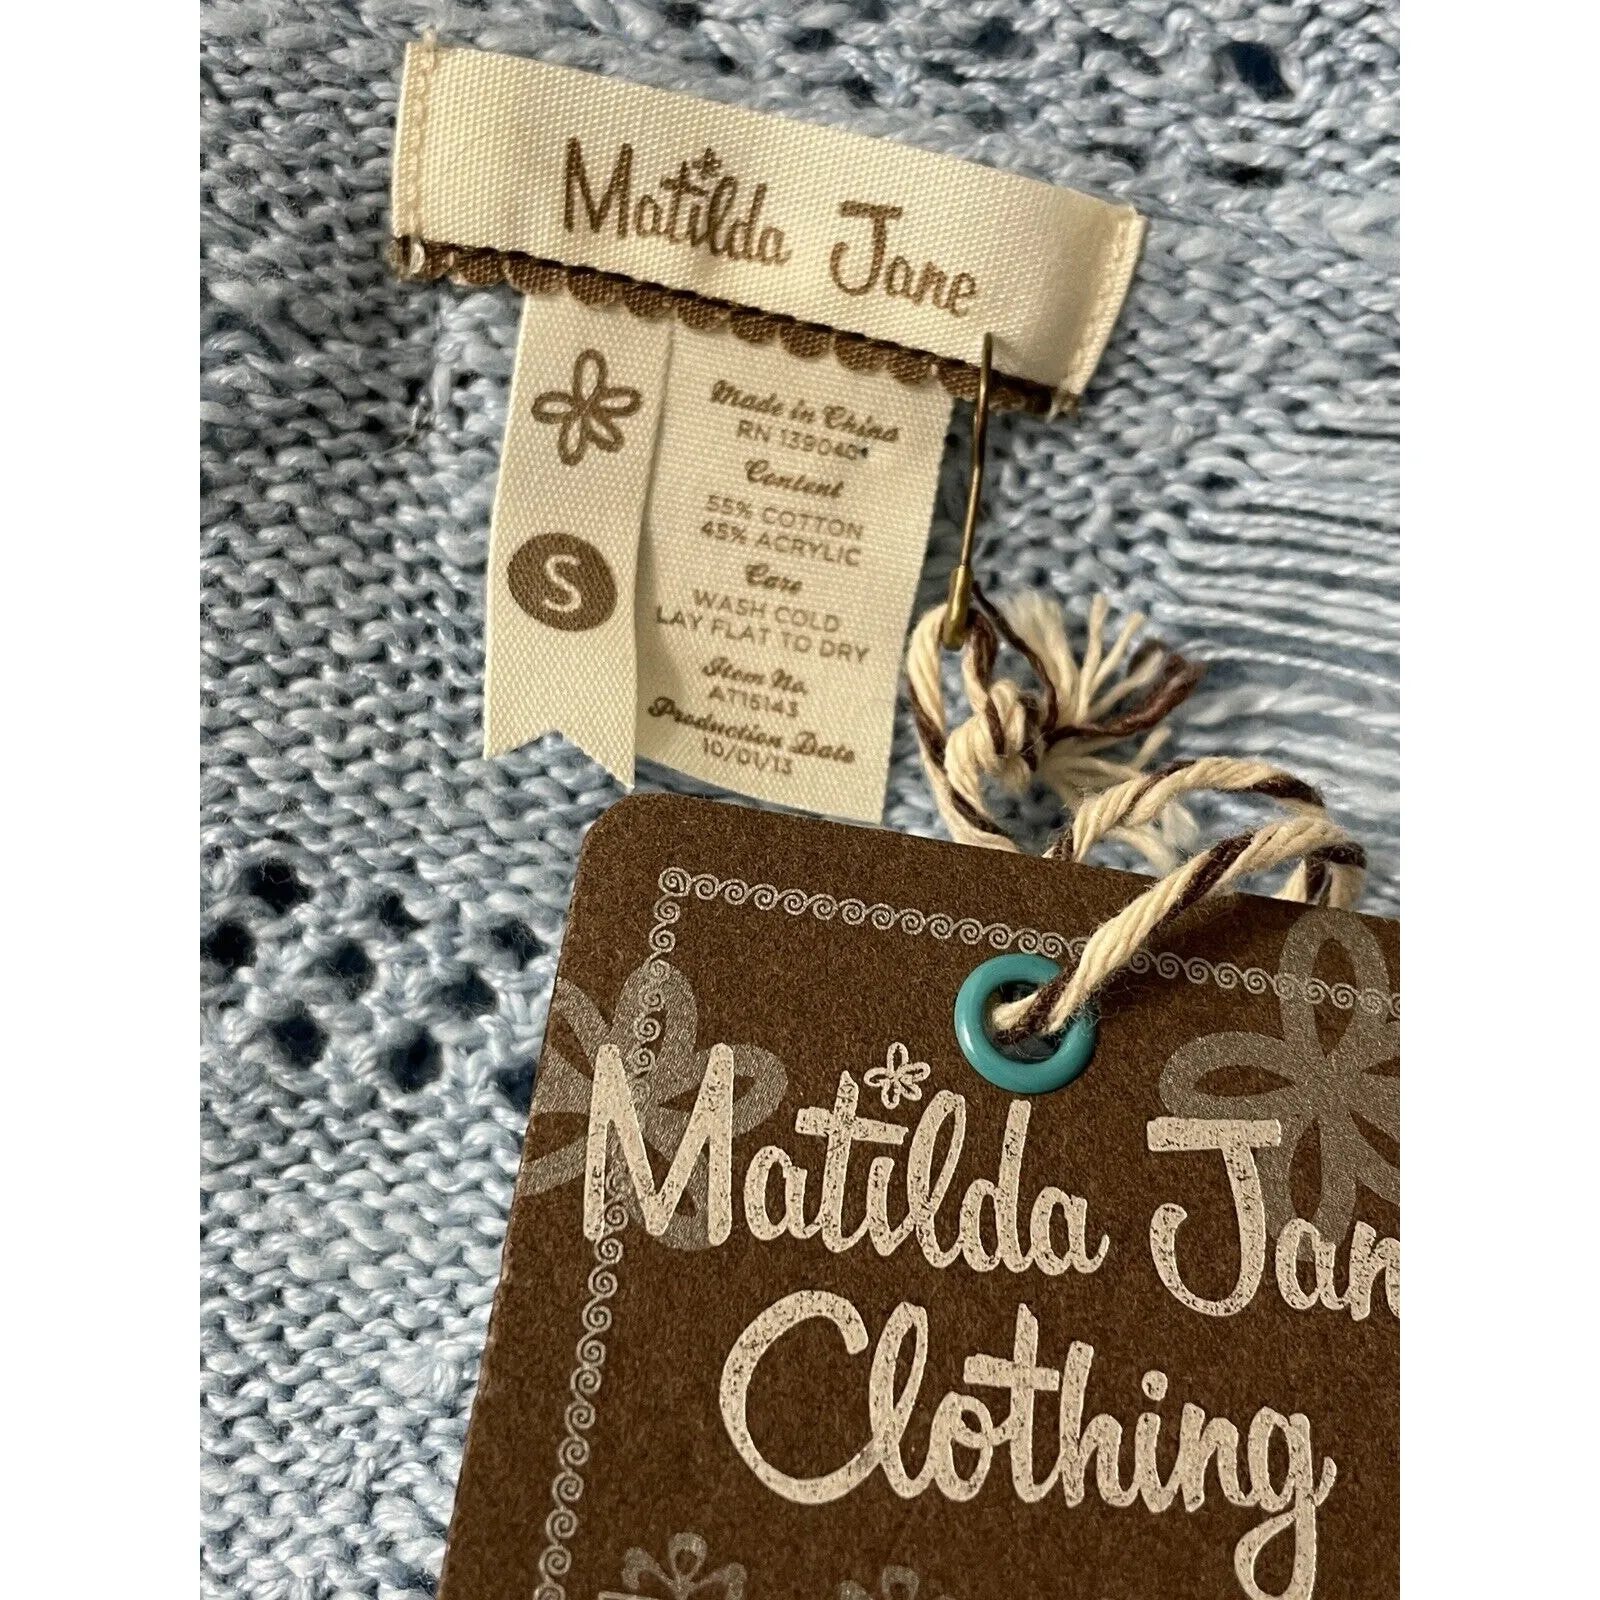 Matilda Jane
S
Made in China
RN 139040
Content
55% COTTON
45% ACRYLIC
Care
WASH COLD
LAY FLAT TO DRY
Item No.
AT15143
Production Date
10/01/13
Matilda Jan
Clothing